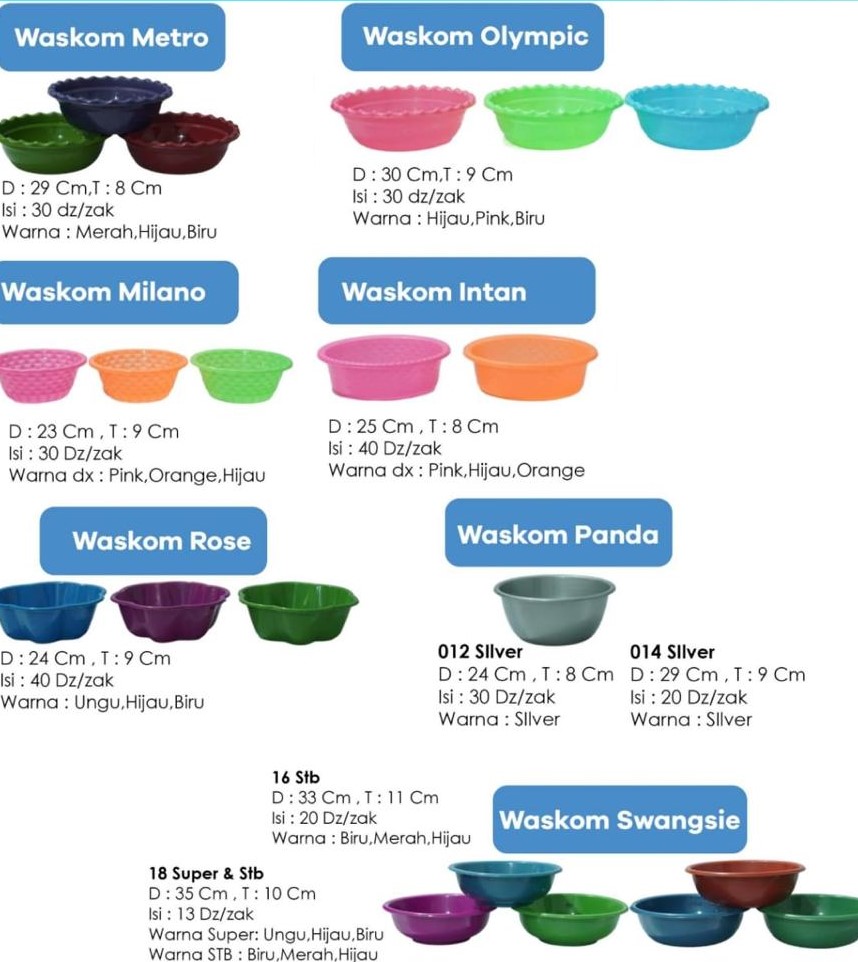 Waskom Metro
D : 29 Cm,T : 8 Cm
Isi : 30 dz/zak
Warna : Merah,Hijau,Biru
Waskom Olympic
D : 30 Cm,T : 9 Cm
Isi : 30 dz/zak
Warna : Hijau,Pink,Biru
Waskom Milano
D : 23 Cm , T : 9 Cm
Isi : 30 Dz/zak
Warna dx : Pink,Orange,Hijau
Waskom Intan
D : 25 Cm , T : 8 Cm
Isi : 40 Dz/zak
Warna dx : Pink,Hijau,Orange
Waskom Rose
D : 24 Cm , T : 9 Cm
Isi : 40 Dz/zak
Warna : Ungu,Hijau,Biru
Waskom Panda
012 SIlver
D : 24 Cm , T : 8 Cm
Isi : 30 Dz/zak
Warna : SIlver
014 SIlver
D : 29 Cm , T : 9 Cm
Isi : 20 Dz/zak
Warna : SIlver
Waskom Swangsie
16 Stb
D : 33 Cm , T : 11 Cm
Isi : 20 Dz/zak
Warna : Biru,Merah,Hijau
18 Super & Stb
D : 35 Cm , T : 10 Cm
Isi : 13 Dz/zak
Warna Super: Ungu,Hijau,Biru
Warna STB : Biru,Merah,Hijau